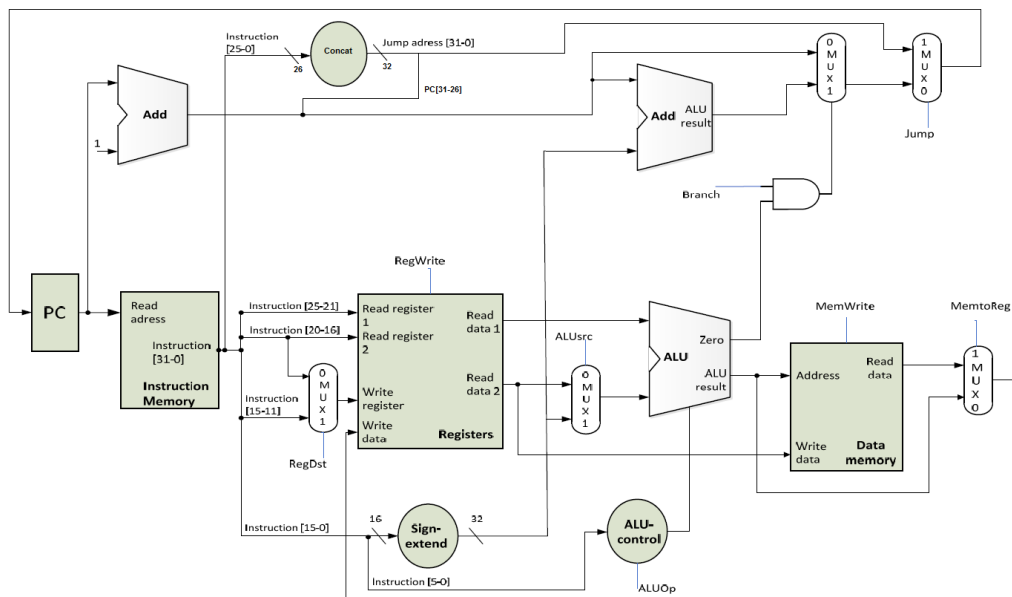 Instruction
[25-0]
26
Concat
32
Jump adress [31-0]
PC[31-26]
Add
1
Add
ALU
result
0
M
U
X
1
1
M
U
X
0
Jump
Branch
RegWrite
PC
Read
adress
Instruction
[31-0]
Instruction
Memory
Instruction [25-21]
Instruction [20-16]
Instruction
[15-11]
0
M
U
X
1
RegDst
Read register
1
Read register
2
Write
register
Write
data
Read
data 1
Read
data 2
Registers
ALUsrc
0
M
U
X
1
Zero
ALU
ALU
result
MemWrite
Address
Read
data
Write
data
Data
memory
MemtoReg
1
M
U
X
0
Instruction [15-0]
16
Sign-
extend
32
Instruction [5-0]
ALU-
control
ALUOp